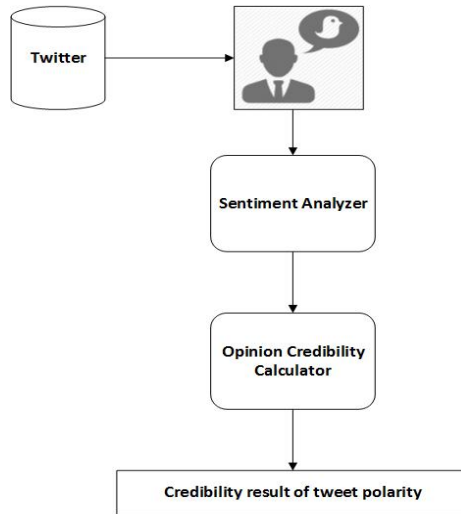 Twitter
Sentiment Analyzer
Opinion Credibility
Calculator
Credibility result of tweet polarity